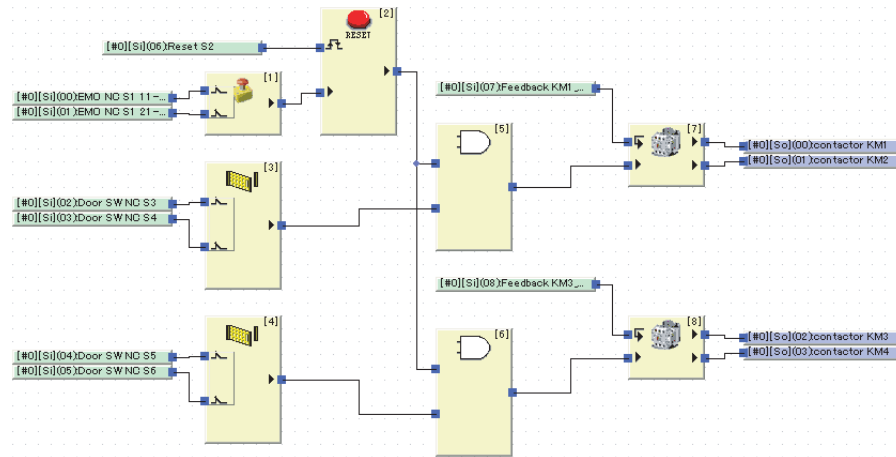 [2]
RESET
[#0][Si](06):Reset S2
[1]
[#0][Si](00):EMO NC S1 11-...
[#0][Si](01):EMO NC S1 21-...
[#0][Si](07):Feedback KM1_...
[5]
[7]
[#0][So](00):contactor KM1
[#0][So](01):contactor KM2
[3]
[#0][Si](02):Door SW NC S3
[#0][Si](03):Door SW NC S4
[#0][Si](08):Feedback KM3_...
[4]
[6]
[8]
[#0][So](02):contactor KM3
[#0][So](03):contactor KM4
[#0][Si](04):Door SW NC S5
[#0][Si](05):Door SW NC S6